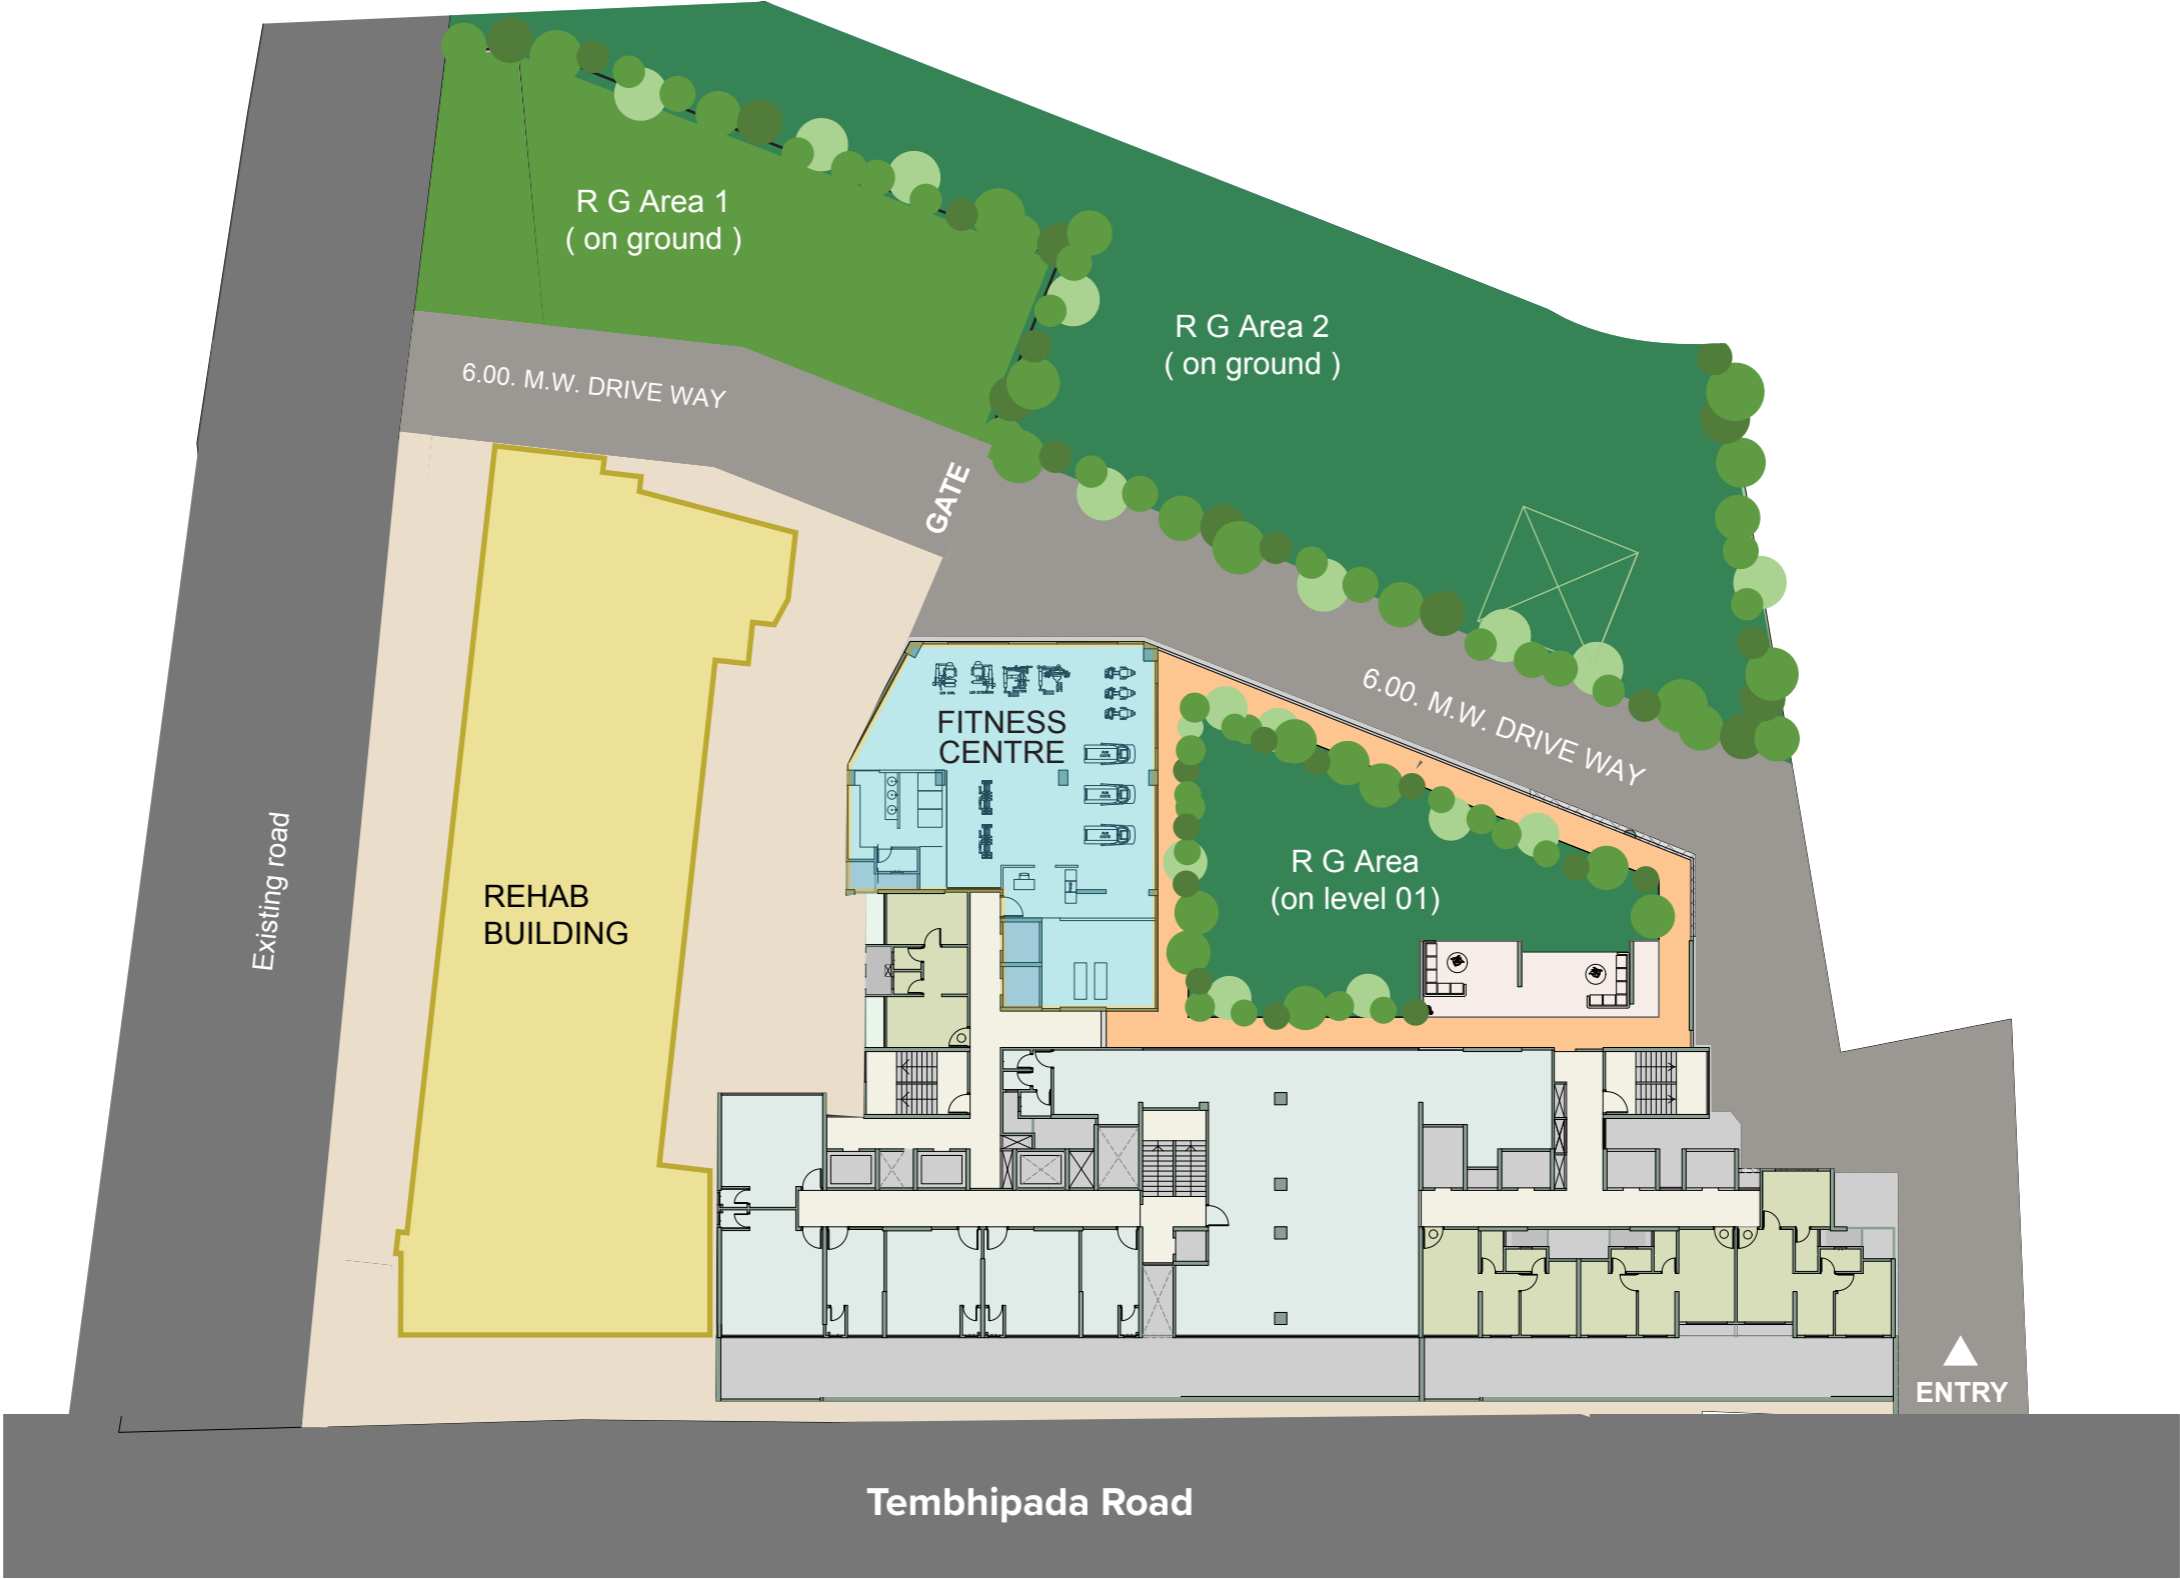 R G Area 1
( on ground )
R G Area 2
( on ground )
6.00. M.W. DRIVE WAY
GATE
6.00. M.W. DRIVE WAY
FITNESS
CENTRE
R G Area
(on level 01)
Existing road
REHAB
BUILDING
ENTRY
Tembhipada Road